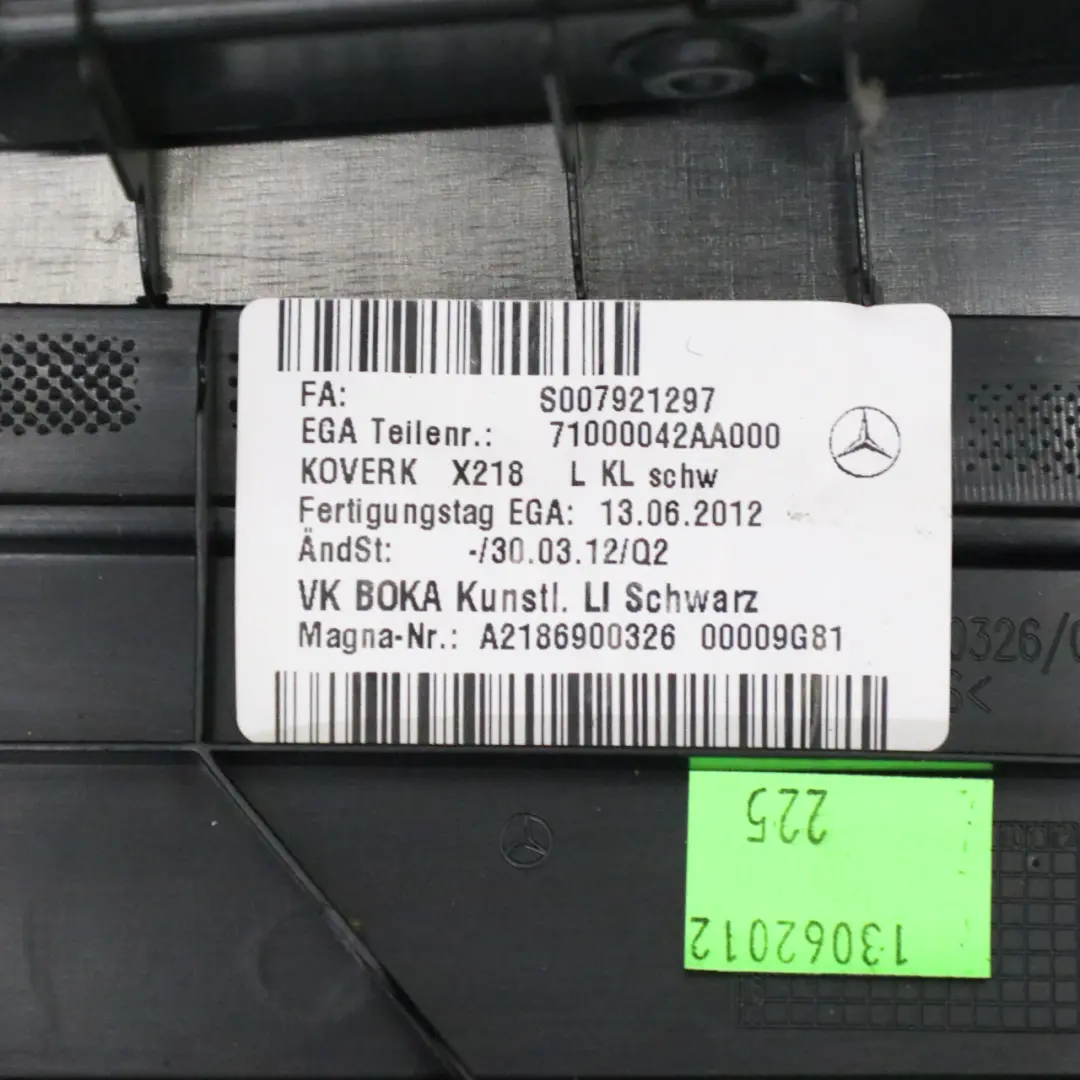 FA: S007921297
EGA Teilenr.: 71000042AA000
KOVERK X218 L KL schw
Fertigungstag EGA: 13.06.2012
ÄndSt: -/30.03.12/Q2
VK BOKA Kunstl. LI Schwarz
Magna-Nr.: A2186900326 00009G81
0326/
225
13062012